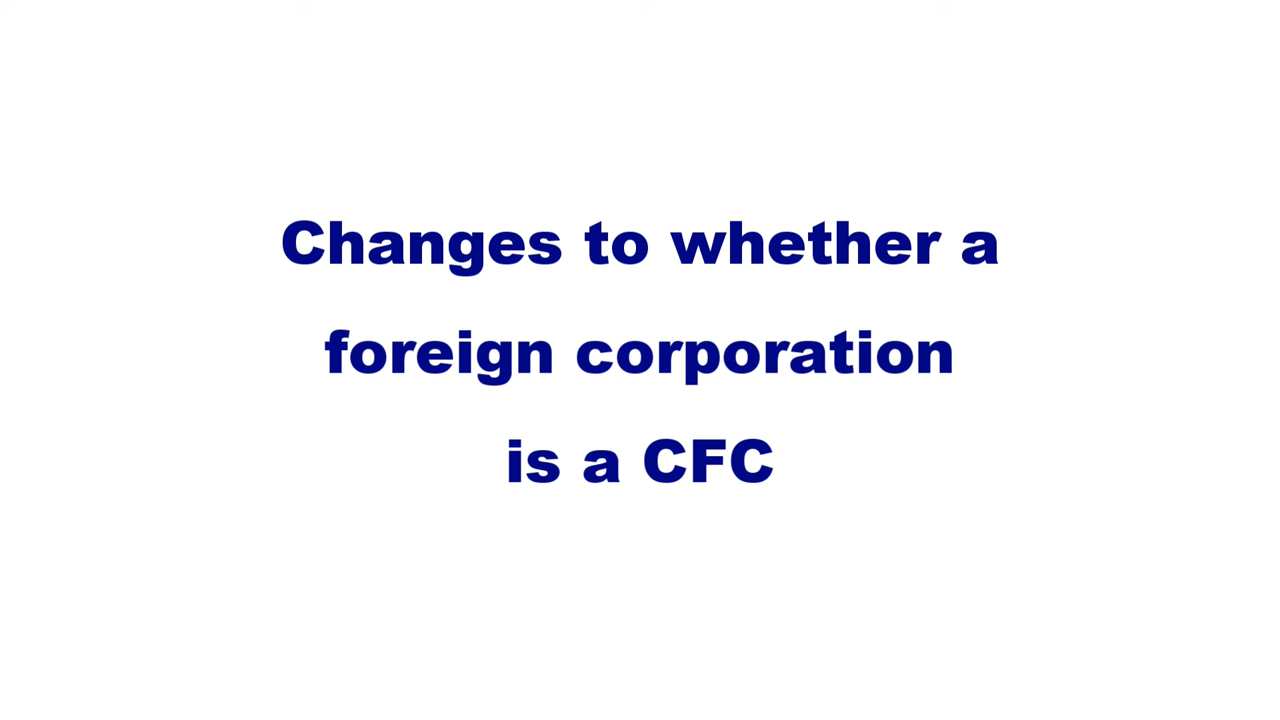 Changes to whether a
foreign corporation
is a CFC